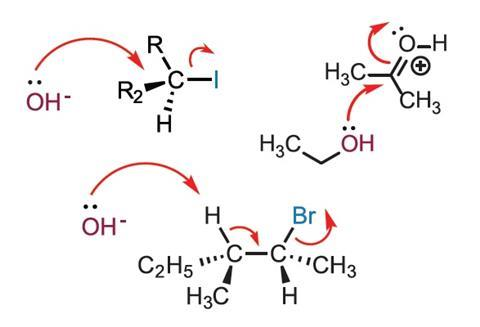 R
R₂ C I
H
OH⁻
O-H
⊕
H₃C
CH₃
H₃C
OH
OH⁻
H Br
C₂H₅ C C CH₃
H₃C H